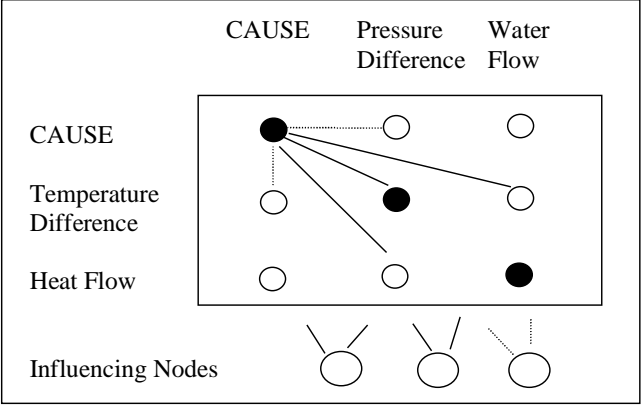 CAUSE Pressure Water
Difference Flow
CAUSE
Temperature
Difference
Heat Flow
Influencing Nodes